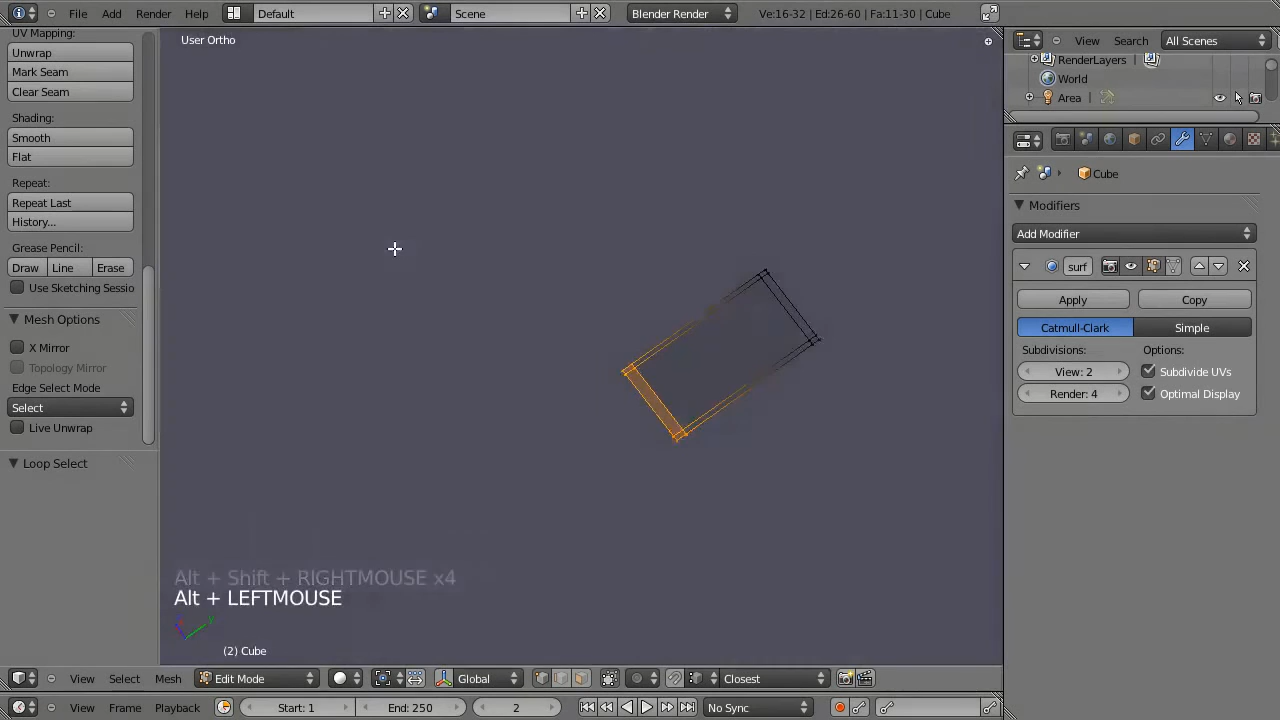 File Add Render Help Default Scene Blender Render Ve:16-32 | Ed:26-60 | Fa:11-30 | Cube
UV Mapping:
Unwrap
Mark Seam
Clear Seam
Shading:
Smooth
Flat
Repeat:
Repeat Last
History...
Grease Pencil:
Draw Line Erase
Use Sketching Sessio
Mesh Options
X Mirror
Topology Mirror
Edge Select Mode
Select
Live Unwrap
Loop Select
User Ortho
Alt + Shift + RIGHTMOUSE x4
Alt + LEFTMOUSE
(2) Cube
View Search All Scenes
RenderLayers |
World
Area |
Cube
Modifiers
Add Modifier
surf
Apply Copy
Catmull-Clark Simple
Subdivisions: Options:
View: 2 Subdivide UVs
Render: 4 Optimal Display
View Select Mesh Edit Mode Global Closest
View Frame Playback Start: 1 End: 250 2 No Sync